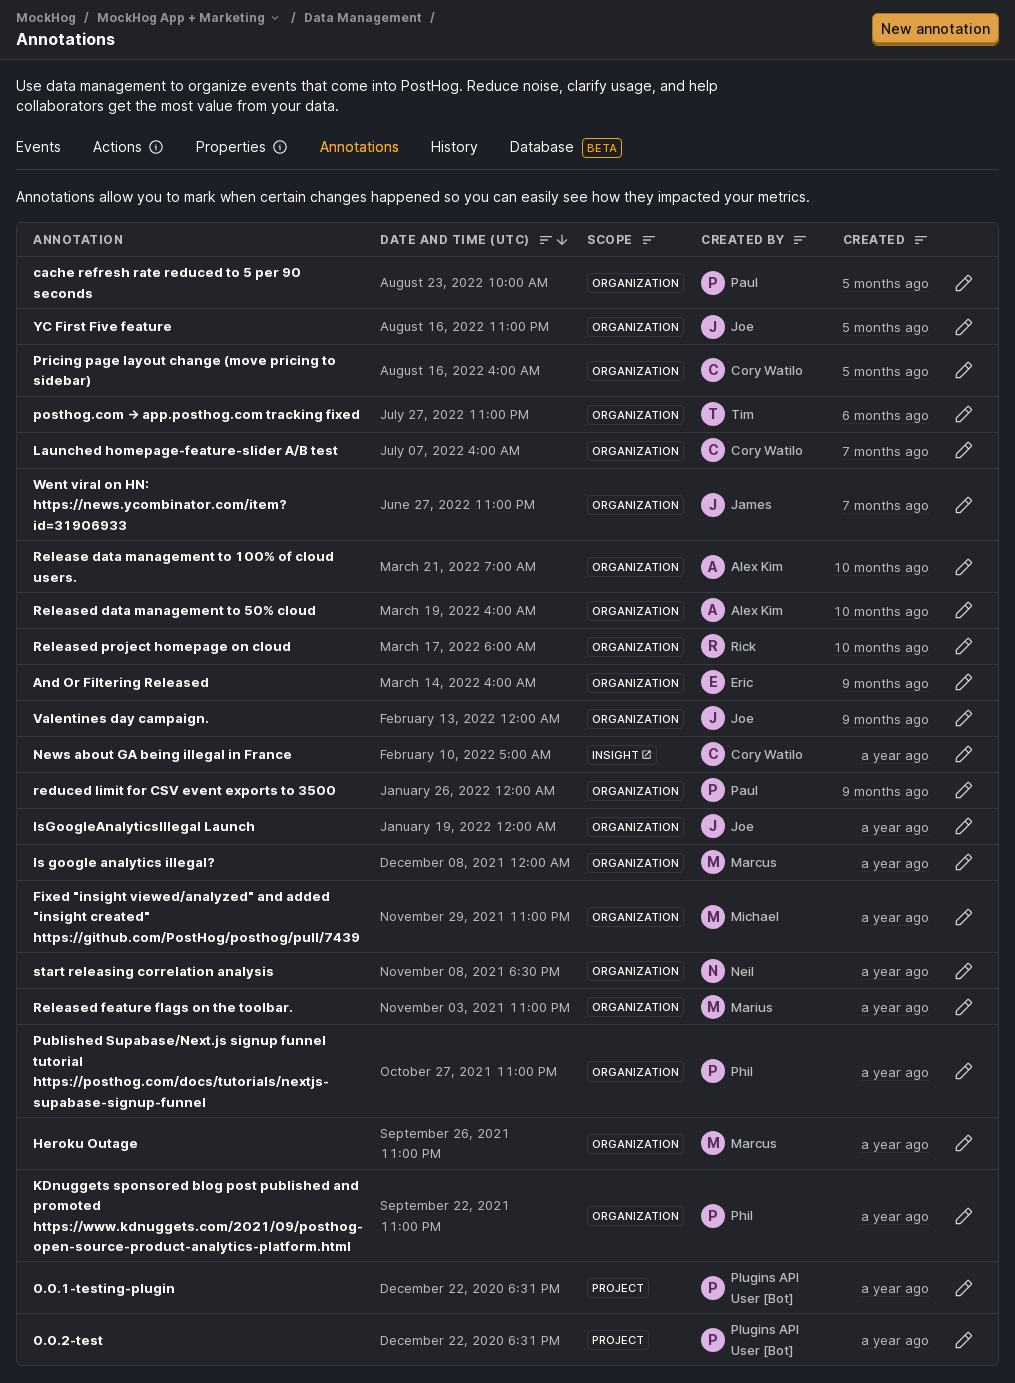 MockHog / MockHog App + Marketing / Data Management /
Annotations
New annotation
Use data management to organize events that come into PostHog. Reduce noise, clarify usage, and help
collaborators get the most value from your data.
Events Actions Properties Annotations History Database BETA
Annotations allow you to mark when certain changes happened so you can easily see how they impacted your metrics.
ANNOTATION DATE AND TIME (UTC) SCOPE CREATED BY CREATED
cache refresh rate reduced to 5 per 90
seconds
August 23, 2022 10:00 AM ORGANIZATION P Paul 5 months ago
YC First Five feature August 16, 2022 11:00 PM ORGANIZATION J Joe 5 months ago
Pricing page layout change (move pricing to
sidebar)
August 16, 2022 4:00 AM ORGANIZATION C Cory Watilo 5 months ago
posthog.com → app.posthog.com tracking fixed July 27, 2022 11:00 PM ORGANIZATION T Tim 6 months ago
Launched homepage-feature-slider A/B test July 07, 2022 4:00 AM ORGANIZATION C Cory Watilo 7 months ago
Went viral on HN:
https://news.ycombinator.com/item?
id=31906933
June 27, 2022 11:00 PM ORGANIZATION J James 7 months ago
Release data management to 100% of cloud
users.
March 21, 2022 7:00 AM ORGANIZATION A Alex Kim 10 months ago
Released data management to 50% cloud March 19, 2022 4:00 AM ORGANIZATION A Alex Kim 10 months ago
Released project homepage on cloud March 17, 2022 6:00 AM ORGANIZATION R Rick 10 months ago
And Or Filtering Released March 14, 2022 4:00 AM ORGANIZATION E Eric 9 months ago
Valentines day campaign. February 13, 2022 12:00 AM ORGANIZATION J Joe 9 months ago
News about GA being illegal in France February 10, 2022 5:00 AM INSIGHT C Cory Watilo a year ago
reduced limit for CSV event exports to 3500 January 26, 2022 12:00 AM ORGANIZATION P Paul 9 months ago
IsGoogleAnalyticsIllegal Launch January 19, 2022 12:00 AM ORGANIZATION J Joe a year ago
Is google analytics illegal? December 08, 2021 12:00 AM ORGANIZATION M Marcus a year ago
Fixed "insight viewed/analyzed" and added
"insight created"
https://github.com/PostHog/posthog/pull/7439
November 29, 2021 11:00 PM ORGANIZATION M Michael a year ago
start releasing correlation analysis November 08, 2021 6:30 PM ORGANIZATION N Neil a year ago
Released feature flags on the toolbar. November 03, 2021 11:00 PM ORGANIZATION M Marius a year ago
Published Supabase/Next.js signup funnel
tutorial
https://posthog.com/docs/tutorials/nextjs-
supabase-signup-funnel
October 27, 2021 11:00 PM ORGANIZATION P Phil a year ago
Heroku Outage
September 26, 2021
11:00 PM
ORGANIZATION M Marcus a year ago
KDnuggets sponsored blog post published and
promoted
https://www.kdnuggets.com/2021/09/posthog-
open-source-product-analytics-platform.html
September 22, 2021
11:00 PM
ORGANIZATION P Phil a year ago
0.0.1-testing-plugin December 22, 2020 6:31 PM PROJECT P
Plugins API
User [Bot]
a year ago
0.0.2-test December 22, 2020 6:31 PM PROJECT P
Plugins API
User [Bot]
a year ago